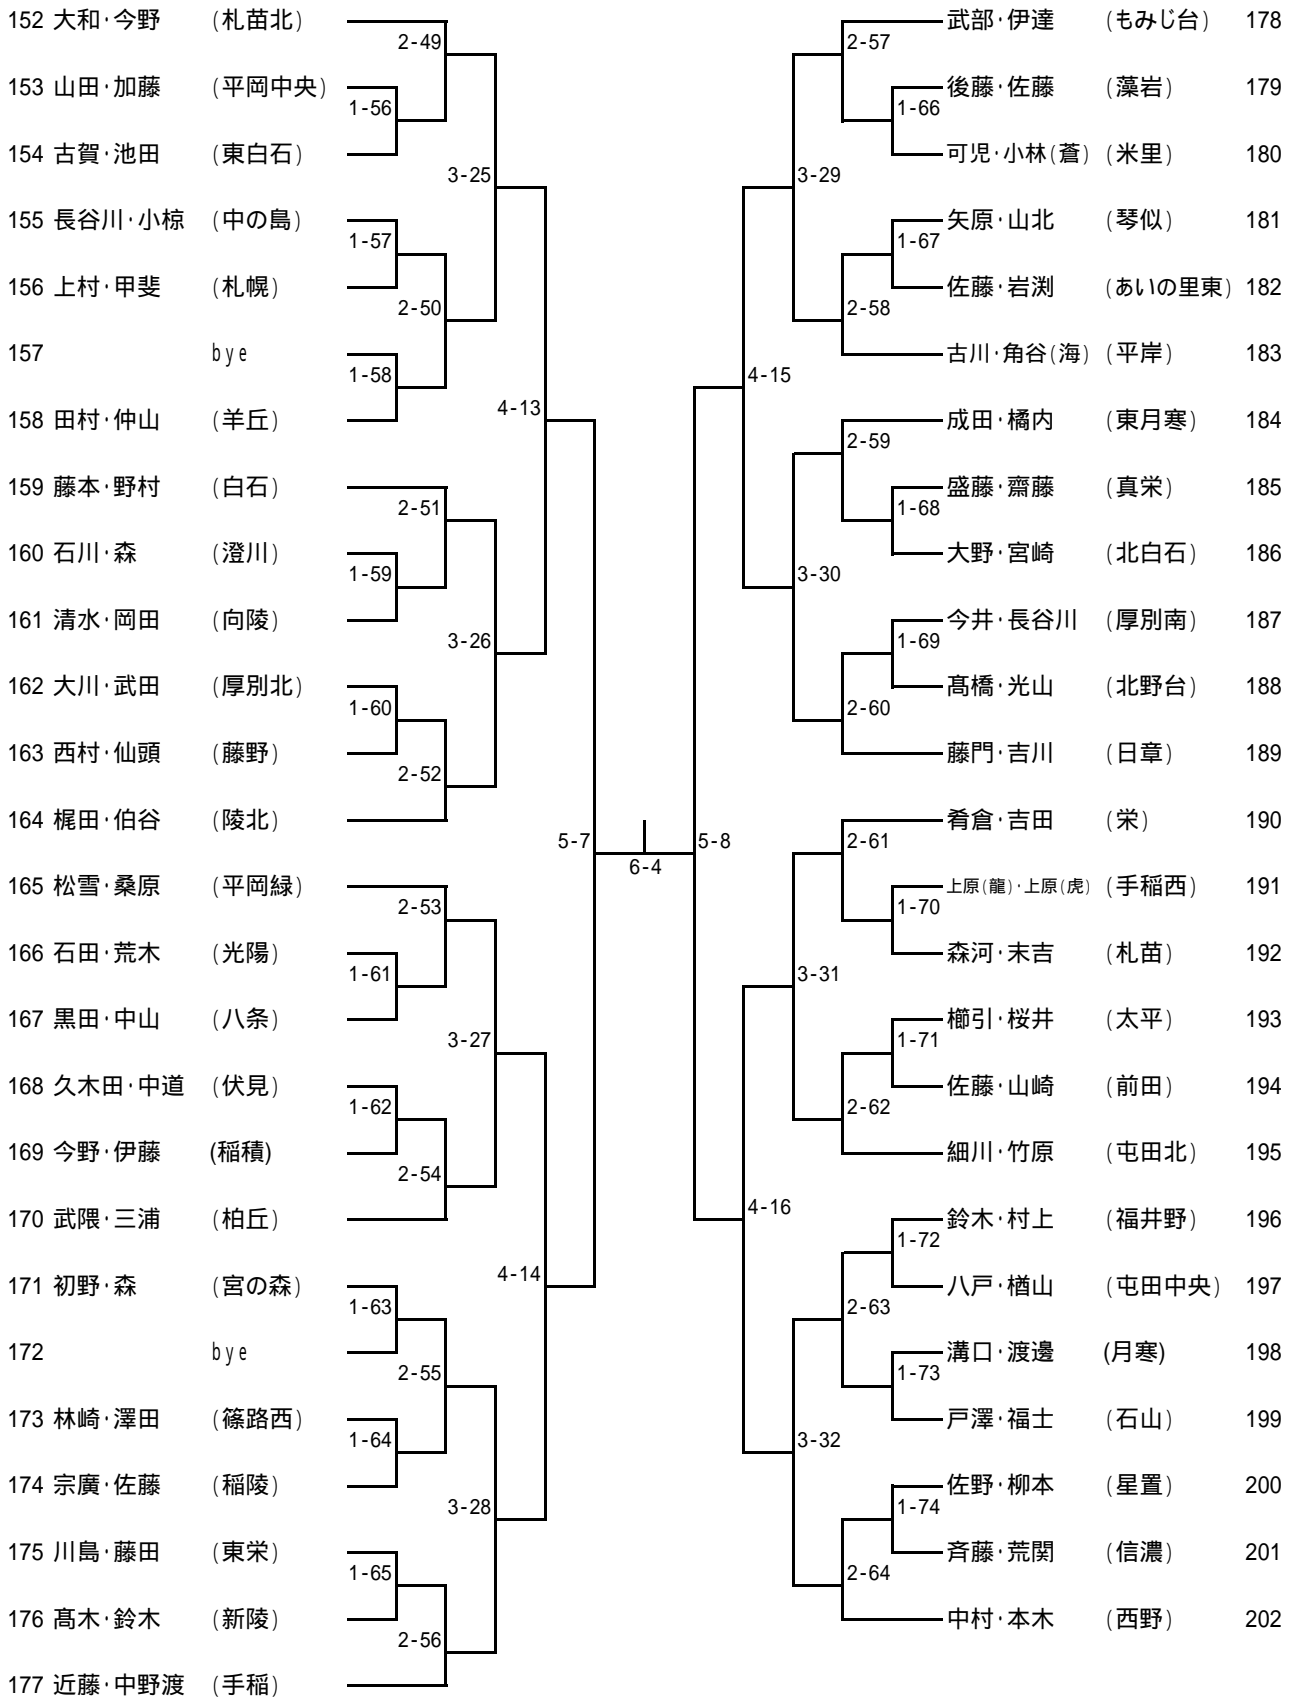 152 大和・今野 (札苗北)
2-49
153 山田・加藤 (平岡中央)
1-56
154 古賀・池田 (東白石)
3-25
155 長谷川・小椋 (中の島)
1-57
156 上村・甲斐 (札幌)
2-50
157 bye
1-58
158 田村・仲山 (羊丘)
4-13
159 藤本・野村 (白石)
2-51
160 石川・森 (澄川)
1-59
161 清水・岡田 (向陵)
3-26
162 大川・武田 (厚別北)
1-60
163 西村・仙頭 (藤野)
2-52
164 梶田・伯谷 (陵北)
5-7
165 松雪・桑原 (平岡緑)
2-53
166 石田・荒木 (光陽)
1-61
167 黒田・中山 (八条)
3-27
168 久木田・中道 (伏見)
1-62
169 今野・伊藤 (稲積)
2-54
170 武隈・三浦 (柏丘)
4-14
171 初野・森 (宮の森)
1-63
172 bye
2-55
173 林崎・澤田 (篠路西)
1-64
174 宗廣・佐藤 (稲陵)
3-28
175 川島・藤田 (東栄)
1-65
176 髙木・鈴木 (新陵)
2-56
177 近藤・中野渡 (手稲)
6-4
武部・伊達 (もみじ台) 178
2-57
後藤・佐藤 (藻岩) 179
1-66
可児・小林(蒼) (米里) 180
3-29
矢原・山北 (琴似) 181
1-67
佐藤・岩渕 (あいの里東) 182
2-58
古川・角谷(海) (平岸) 183
4-15
成田・橘内 (東月寒) 184
2-59
盛藤・齋藤 (真栄) 185
1-68
大野・宮崎 (北白石) 186
3-30
今井・長谷川 (厚別南) 187
1-69
髙橋・光山 (北野台) 188
2-60
藤門・吉川 (日章) 189
5-8
肴倉・吉田 (栄) 190
2-61
上原(龍)・上原(虎) (手稲西) 191
1-70
森河・末吉 (札苗) 192
3-31
櫛引・桜井 (太平) 193
1-71
佐藤・山崎 (前田) 194
2-62
細川・竹原 (屯田北) 195
4-16
鈴木・村上 (福井野) 196
1-72
八戸・楢山 (屯田中央) 197
2-63
溝口・渡邊 (月寒) 198
1-73
戸澤・福士 (石山) 199
3-32
佐野・柳本 (星置) 200
1-74
斉藤・荒関 (信濃) 201
2-64
中村・本木 (西野) 202